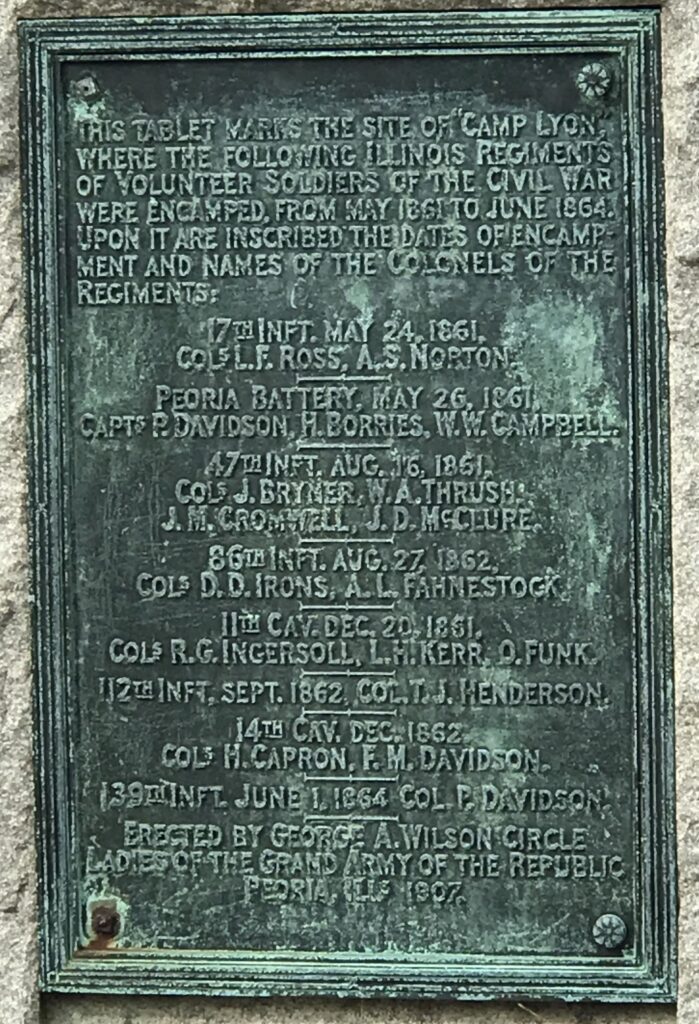 THIS TABLET MARKS THE SITE OF "CAMP LYON,"
WHERE THE FOLLOWING ILLINOIS REGIMENTS
OF VOLUNTEER SOLDIERS OF THE CIVIL WAR
WERE ENCAMPED, FROM MAY 1861 TO JUNE 1864.
UPON IT ARE INSCRIBED THE DATES OF ENCAMP-
MENT AND NAMES OF THE COLONELS OF THE
REGIMENTS:
17TH INFT. MAY 24, 1861.
COLS L.F. ROSS, A.S. NORTON.
PEORIA BATTERY, MAY 26, 1861.
CAPTS P. DAVIDSON, H. BORRIES, W.W. CAMPBELL.
47TH INFT. AUG. 16, 1861.
COLS J. BRYNER, W.A. THRUSH.
J.M. CROMWELL, J.D. MCCLURE.
86TH INFT. AUG. 27, 1862,
COLS D.D. IRONS, A.L. FAHNESTOCK.
11TH CAV. DEC. 20, 1861.
COLS R.G. INGERSOLL, L.H. KERR, O. FUNK.
112TH INFT. SEPT. 1862, COL. T.J. HENDERSON.
14TH CAV. DEC. 1862.
COLS H. CAPRON, F.M. DAVIDSON.
139TH INFT. JUNE 1, 1864 COL. P. DAVIDSON.
ERECTED BY GEORGE A. WILSON CIRCLE
LADIES OF THE GRAND ARMY OF THE REPUBLIC
PEORIA, ILLS 1907.